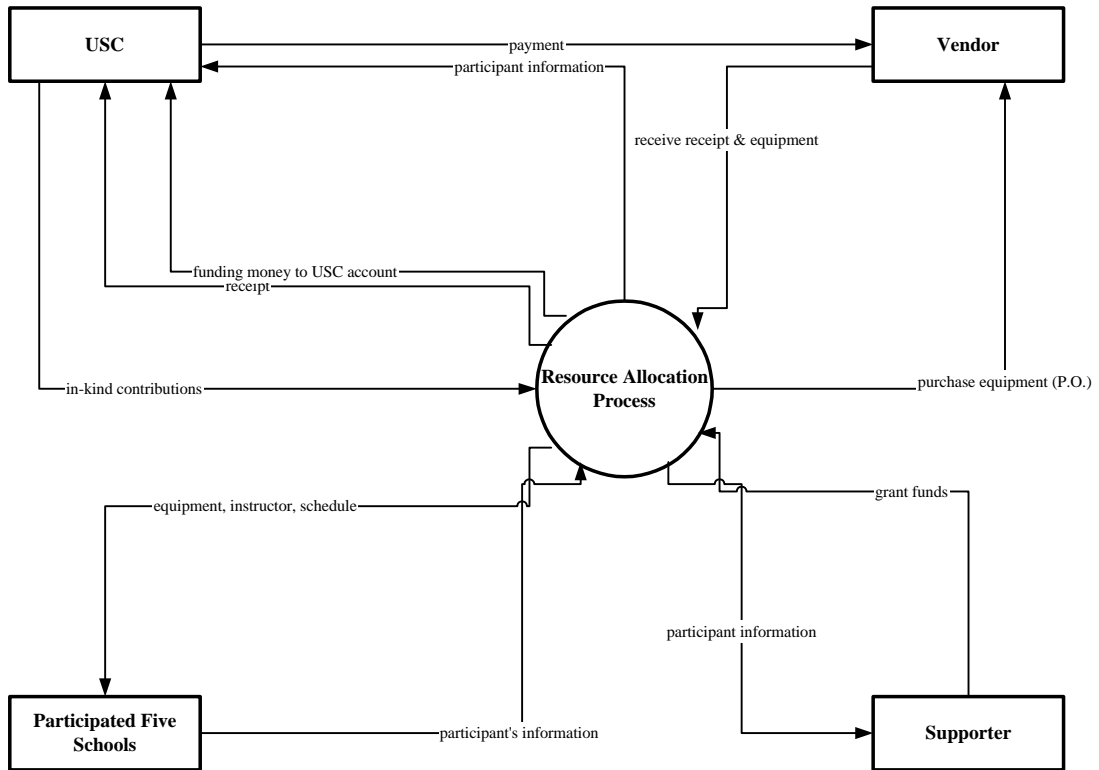 USC
payment
Vendor
participant information
receive receipt & equipment
funding money to USC account
receipt
Resource Allocation
Process
in-kind contributions
purchase equipment (P.O.)
equipment, instructor, schedule
grant funds
participant information
Participated Five
Schools
participant's information
Supporter